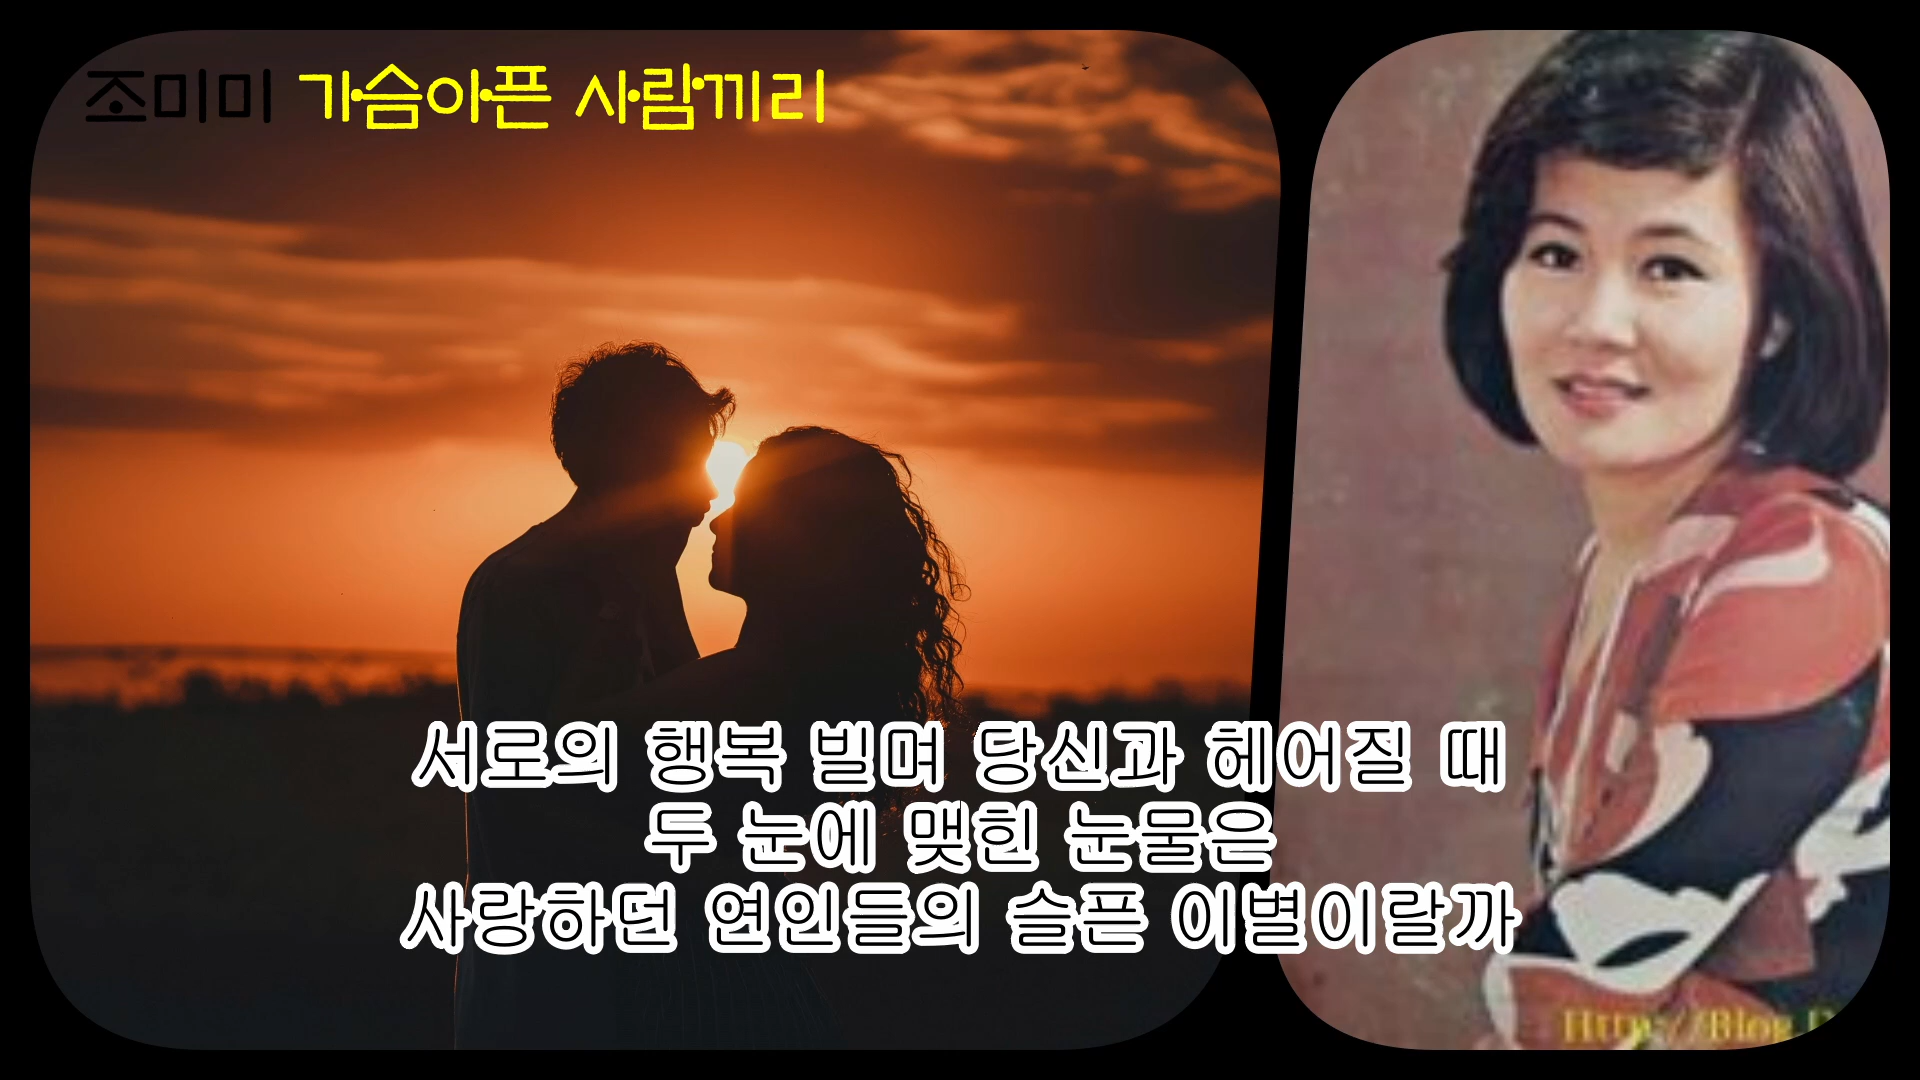 조미미 가슴아픈 사람끼리
서로의 행복 빌며 당신과 헤어질 때
두 눈에 맺힌 눈물은
사랑하던 연인들의 슬픈 이별이랄까
Http://Blog.